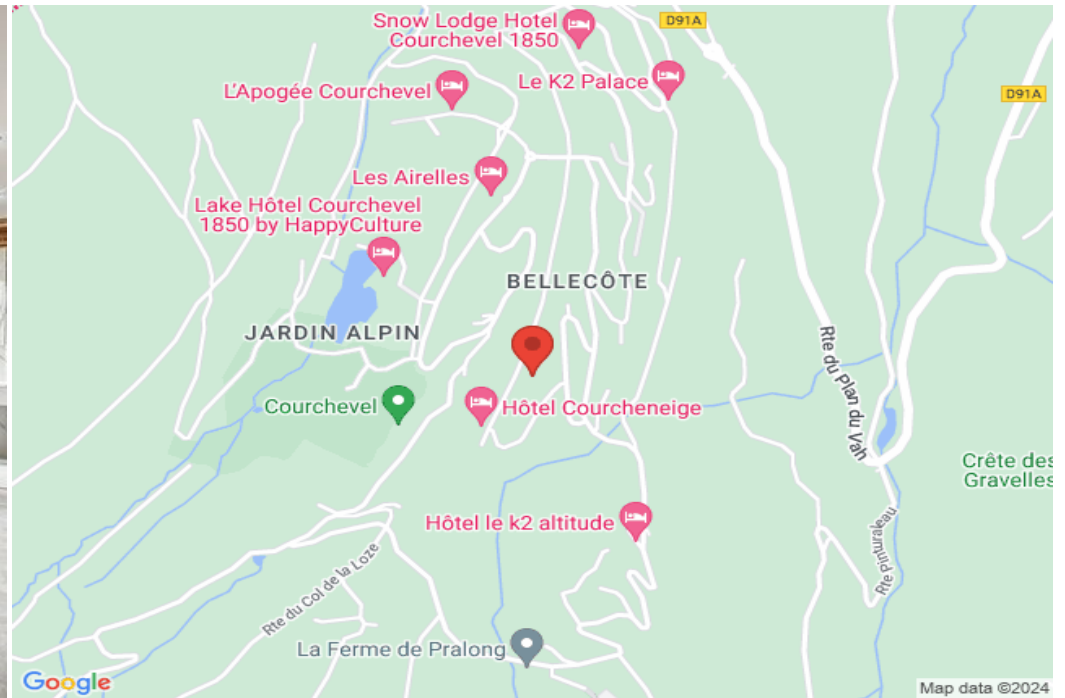 Snow Lodge Hotel
Courchevel 1850
D91A
L'Apogée Courchevel
Le K2 Palace
D91A
Les Airelles
Lake Hôtel Courchevel
1850 by HappyCulture
BELLECÔTE
JARDIN ALPIN
Rte du Plan du Vah
Courchevel
Hôtel Courcheneige
Crête des
Gravelles
Hôtel le k2 altitude
Rte du Col de la Loze
Rte Pinturaleau
La Ferme de Pralong
Google
Map data ©2024